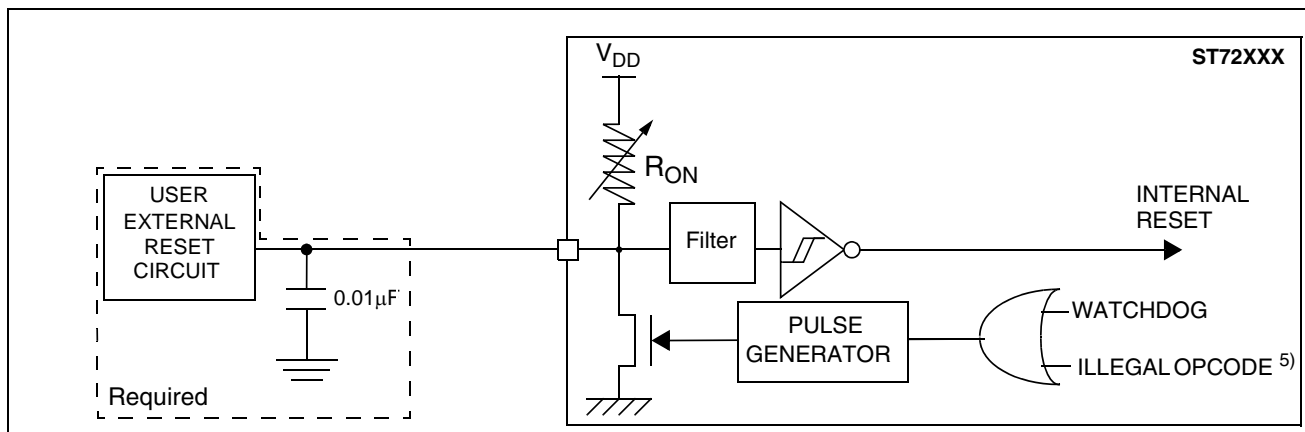 V_DD
ST72XXX
R_ON
USER
EXTERNAL
RESET
CIRCUIT
0.01μF
Required
Filter
INTERNAL
RESET
PULSE
GENERATOR
WATCHDOG
ILLEGAL OPCODE 5)